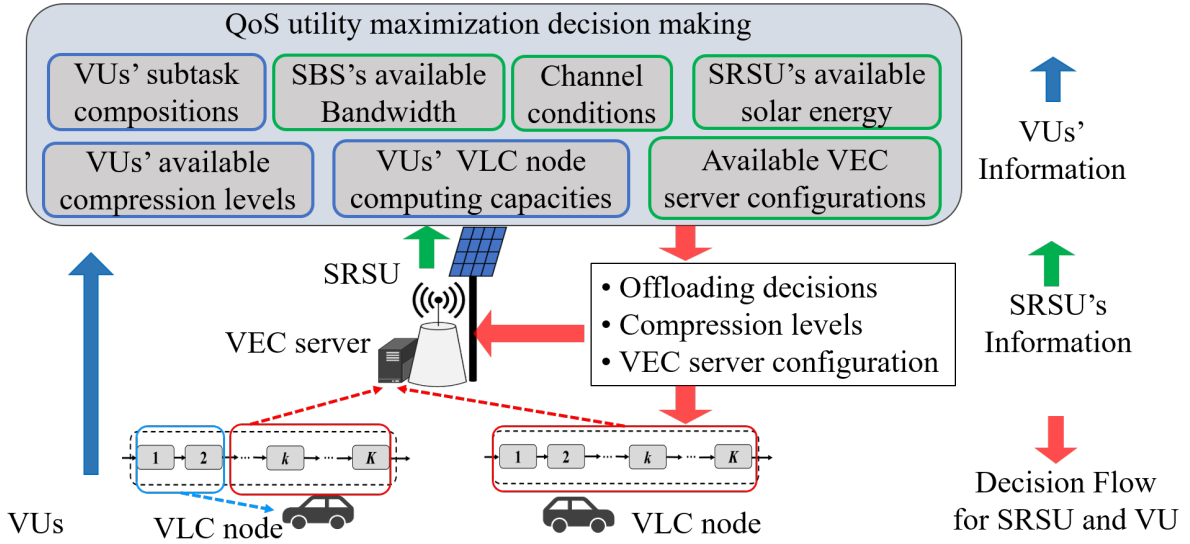 QoS utility maximization decision making
VUs’ subtask
compositions
SBS’s available
Bandwidth
Channel
conditions
SRSU’s available
solar energy
VUs’ available
compression levels
VUs’ VLC node
computing capacities
Available VEC
server configurations
VUs’
Information
SRSU
VEC server
• Offloading decisions
• Compression levels
• VEC server configuration
SRSU’s
Information
1 2 ... k ... K
1 2 ... k ... K
VUs
VLC node
VLC node
Decision Flow
for SRSU and VU